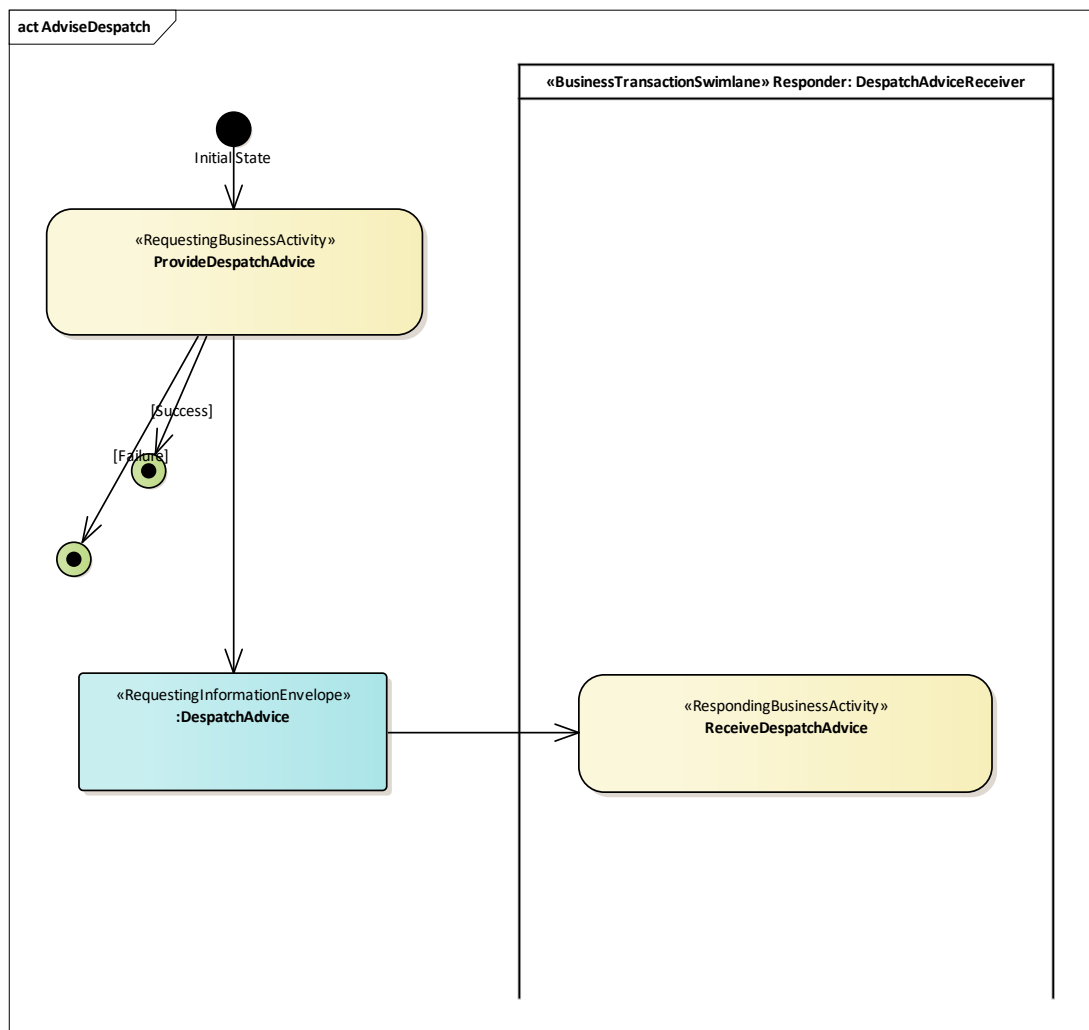 act AdviseDespatch
«BusinessTransactionSwimlane» Responder: DespatchAdviceReceiver
Initial State
«RequestingBusinessActivity»
ProvideDespatchAdvice
[Success]
[Failure]
«RequestingInformationEnvelope»
:DespatchAdvice
«RespondingBusinessActivity»
ReceiveDespatchAdvice